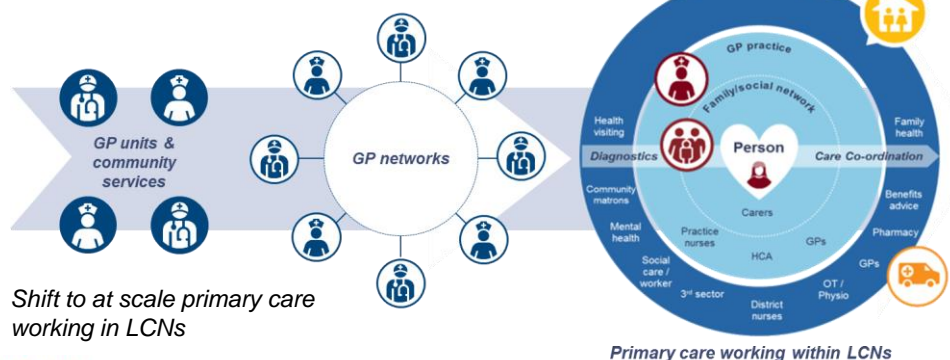 GP units &
community
services
Shift to at scale primary care
working in LCNs
GP networks
GP practice
Family/social network
Person
Diagnostics
Care Co-ordination
Health
visiting
Community
matrons
Mental
health
Social
care /
worker
3rd sector
District
nurses
OT /
Physio
GPs
Pharmacy
Benefits
advice
Family
health
Carers
Practice
nurses
HCA
GPs
Primary care working within LCNs